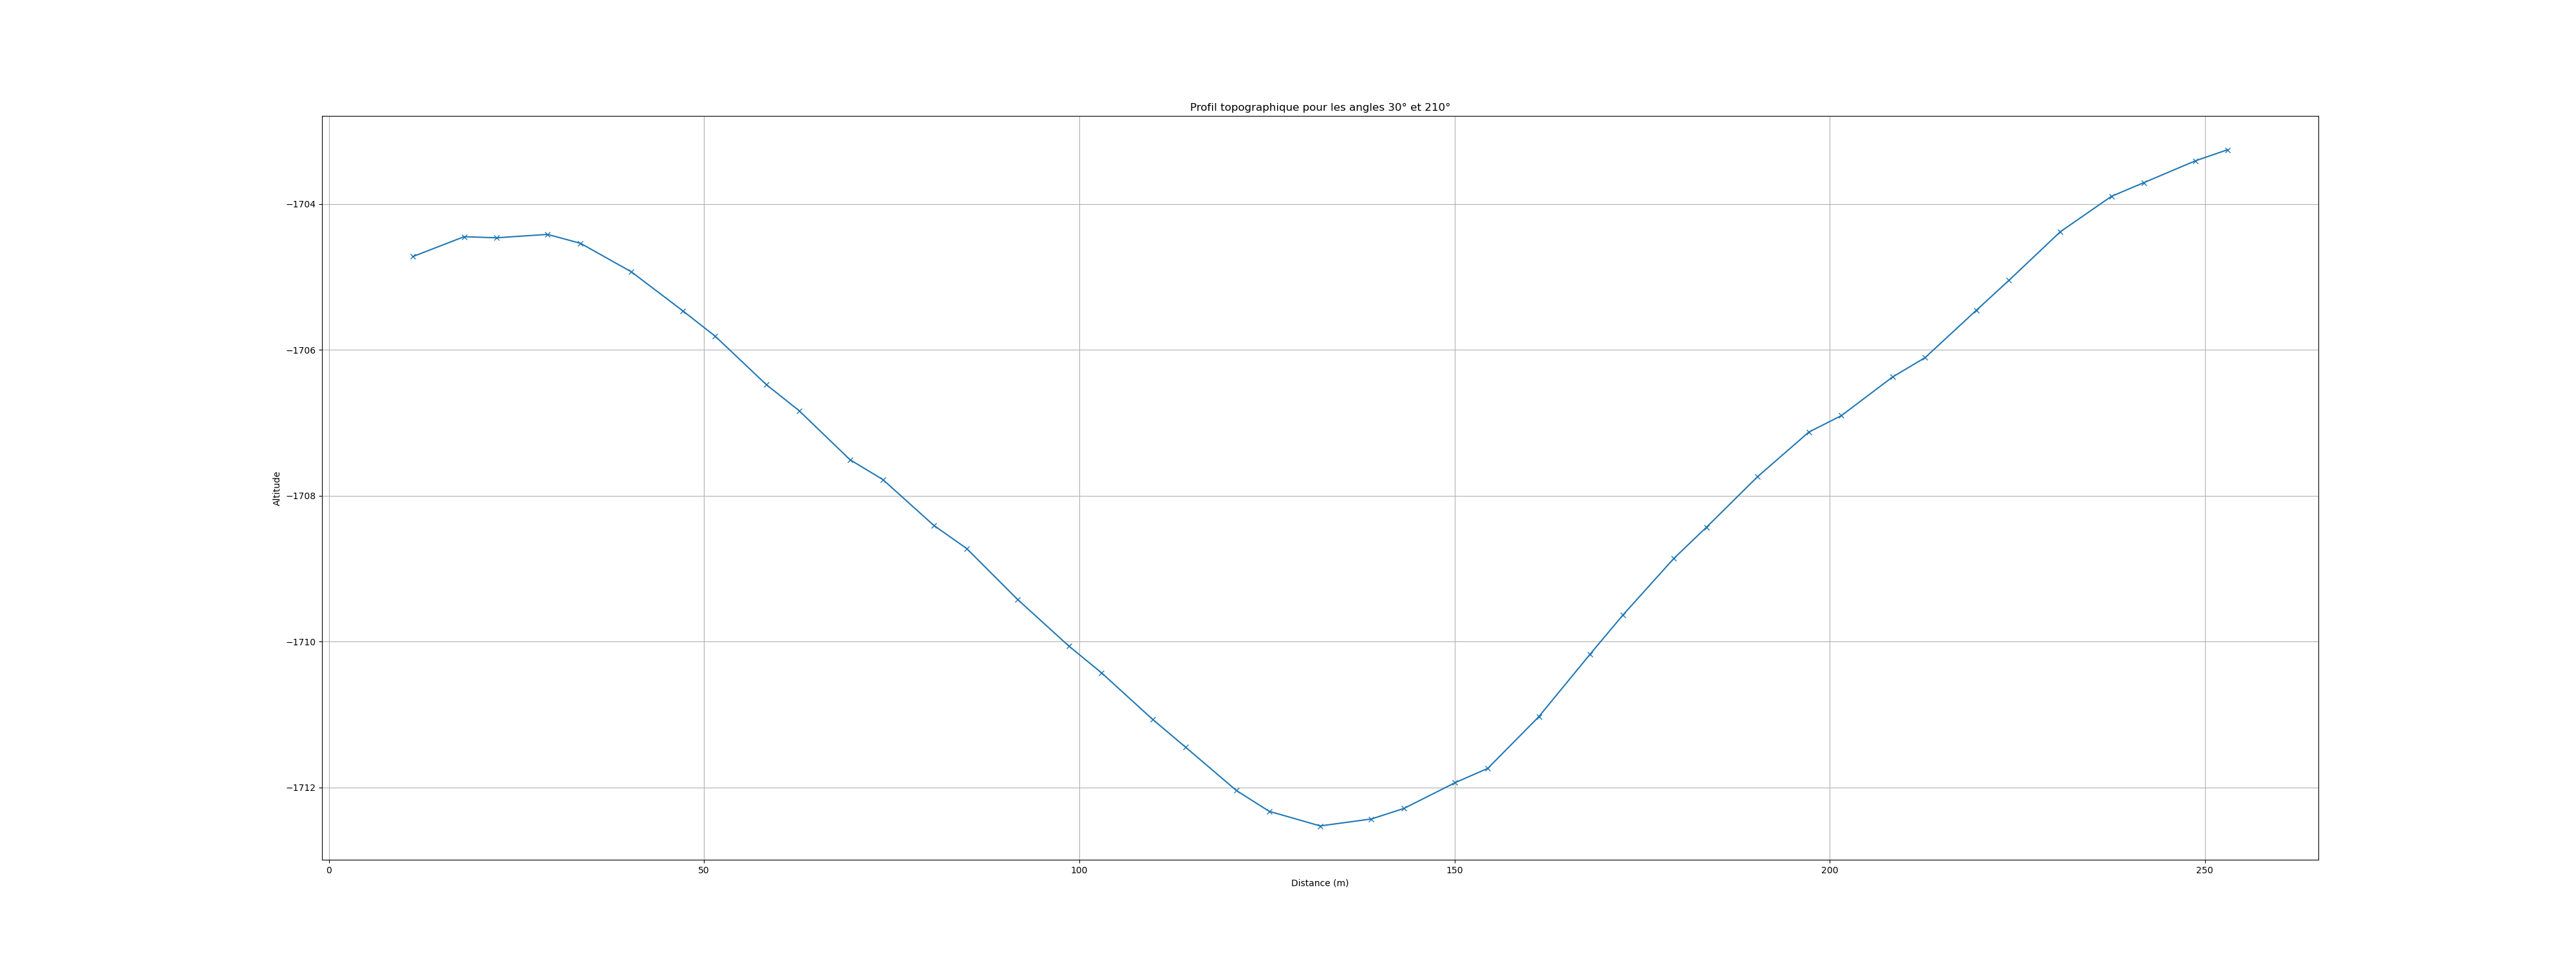 Profil topographique pour les angles 30° et 210°
Altitude
−1704
−1706
−1708
−1710
−1712
0 50 100 150 200 250
Distance (m)